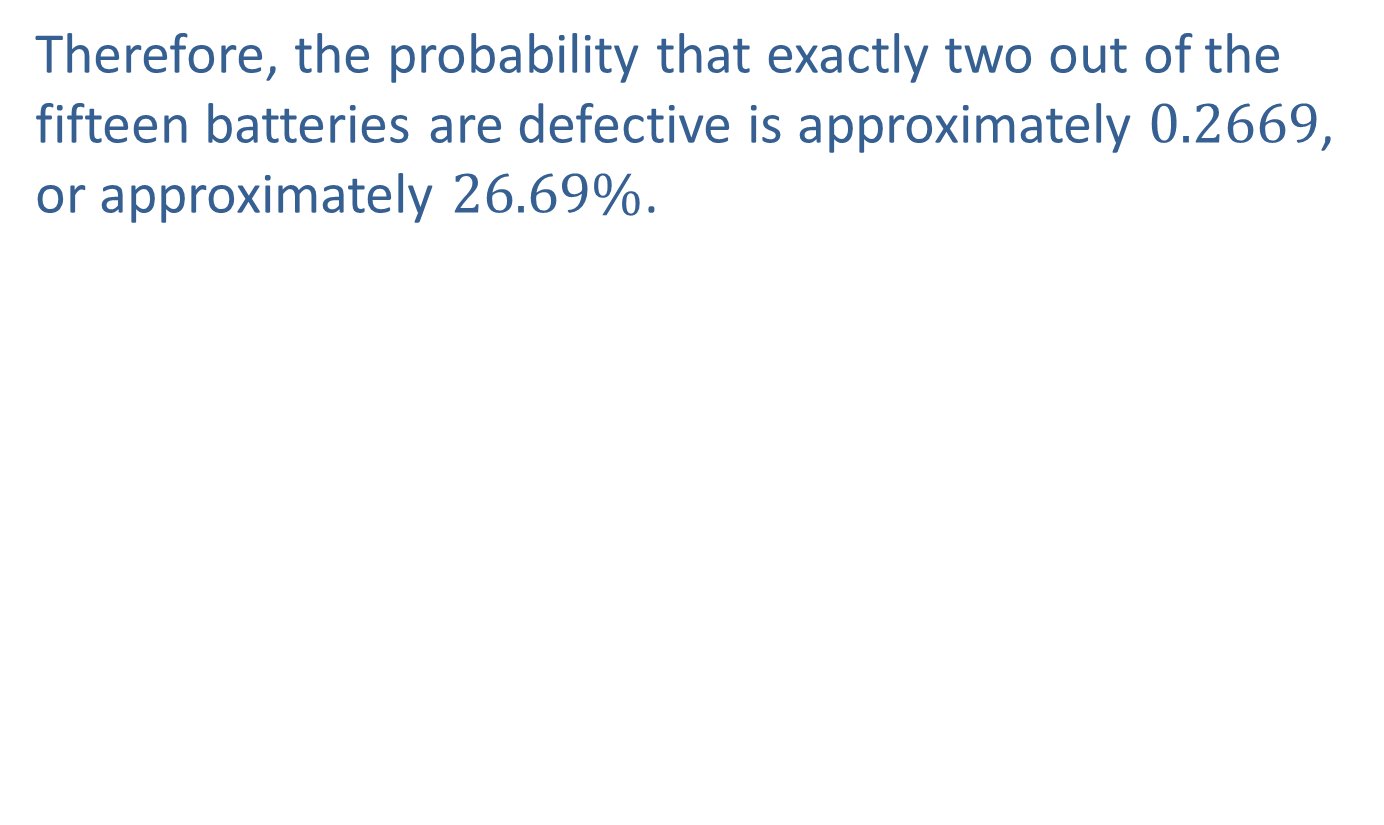 Therefore, the probability that exactly two out of the
fifteen batteries are defective is approximately 0.2669,
or approximately 26.69%.